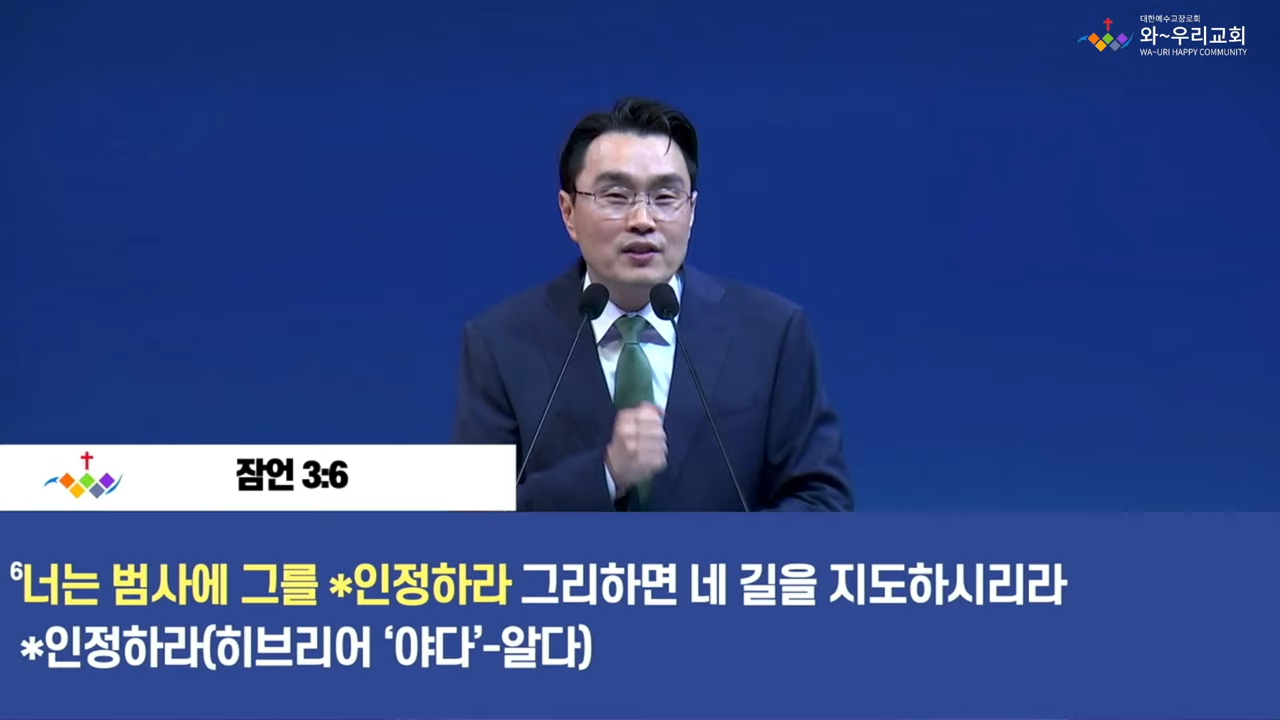 대한예수교장로회
와~우리교회
WA~URI HAPPY COMMUNITY
잠언 3:6
6너는 범사에 그를 *인정하라 그리하면 네 길을 지도하시리라
*인정하라(히브리어 ‘야다’-알다)